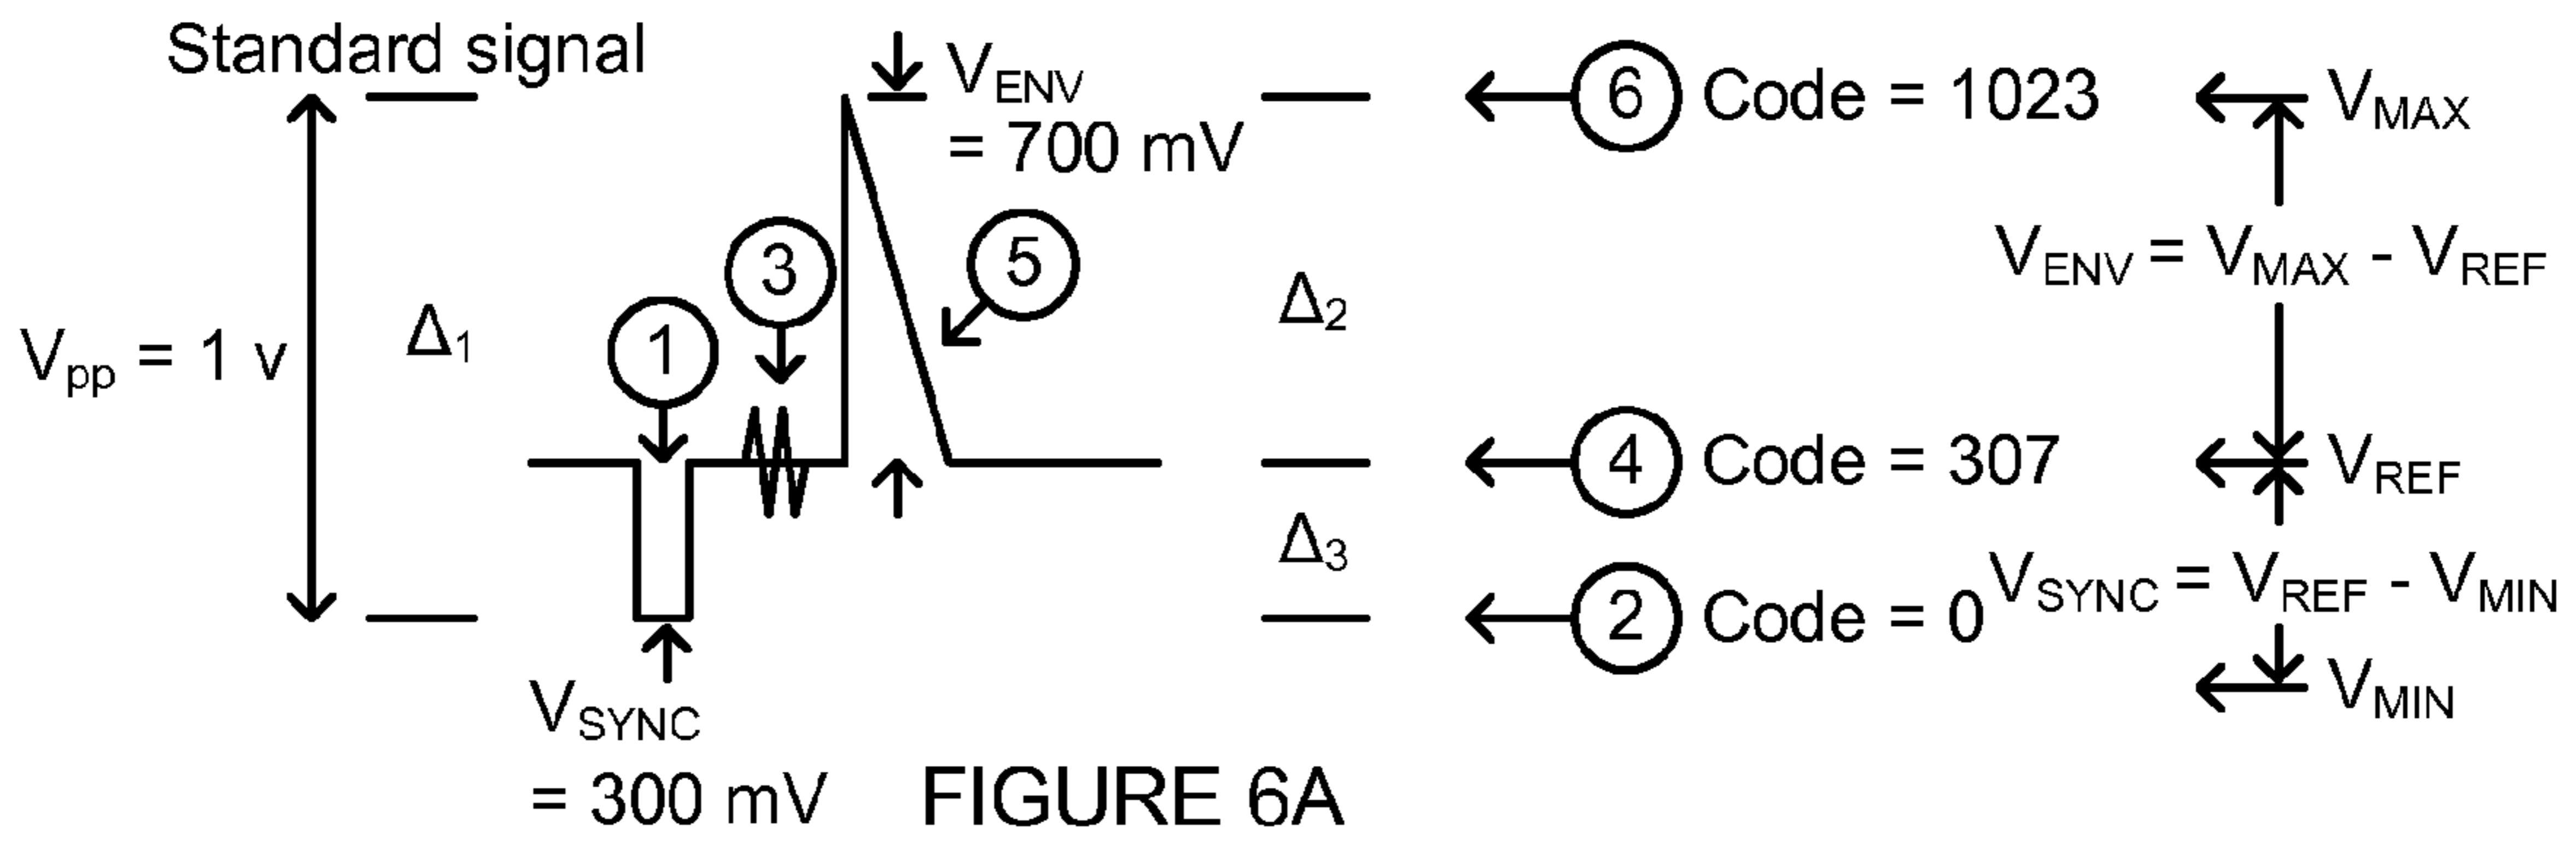 Standard signal
V_ENV
= 700 mV
6 Code = 1023
V_MAX
3
5
V_ENV = V_MAX - V_REF
1
Δ1
Δ2
V_pp = 1 v
4 Code = 307
V_REF
Δ3
2 Code = 0
V_SYNC = V_REF - V_MIN
V_MIN
V_SYNC
= 300 mV
FIGURE 6A